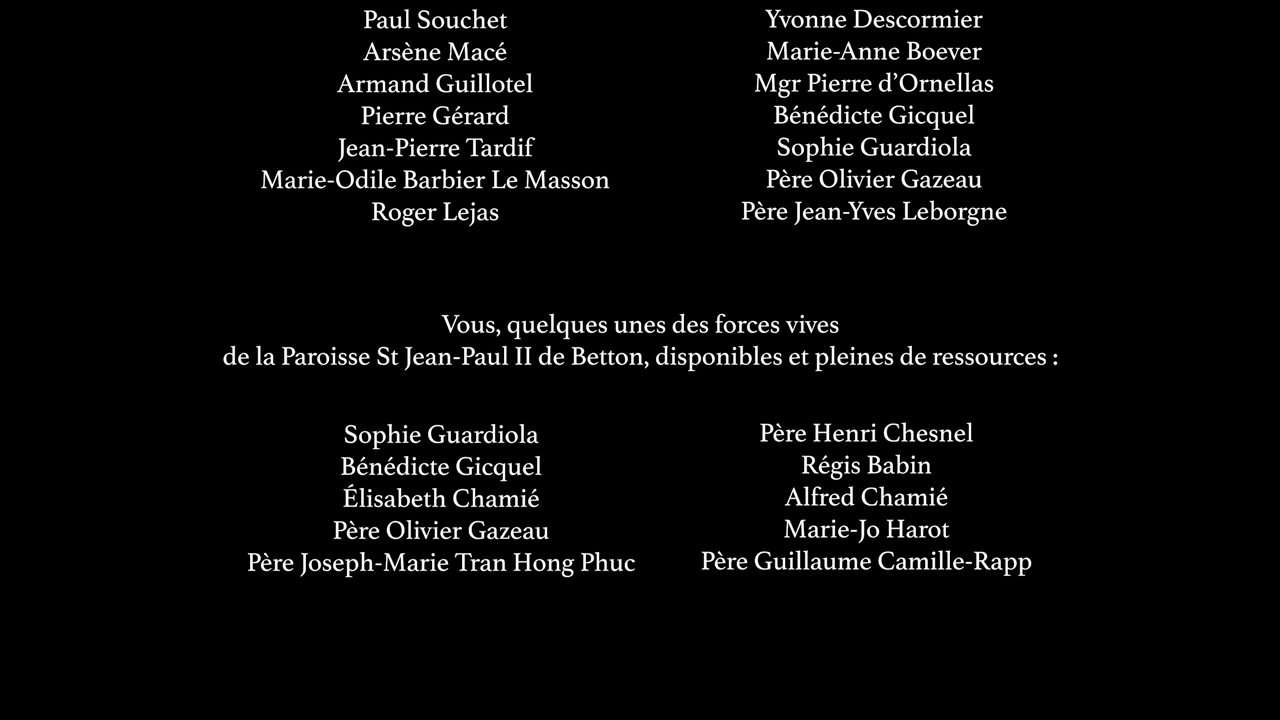 Paul Souchet
Arsène Macé
Armand Guillotel
Pierre Gérard
Jean-Pierre Tardif
Marie-Odile Barbier Le Masson
Roger Lejas
Yvonne Descormier
Marie-Anne Boever
Mgr Pierre d’Ornellas
Bénédicte Gicquel
Sophie Guardiola
Père Olivier Gazeau
Père Jean-Yves Leborgne
Vous, quelques unes des forces vives
de la Paroisse St Jean-Paul II de Betton, disponibles et pleines de ressources :
Sophie Guardiola
Bénédicte Gicquel
Élisabeth Chamié
Père Olivier Gazeau
Père Joseph-Marie Tran Hong Phuc
Père Henri Chesnel
Régis Babin
Alfred Chamié
Marie-Jo Harot
Père Guillaume Camille-Rapp